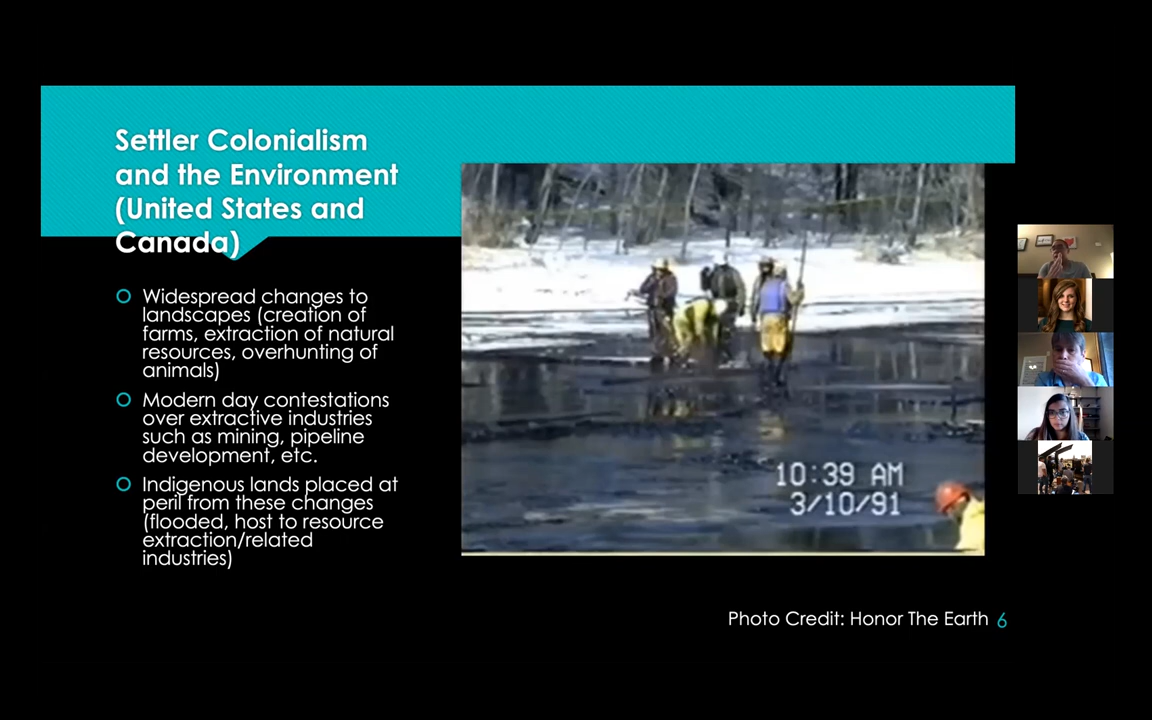 Settler Colonialism
and the Environment
(United States and
Canada)
Widespread changes to
landscapes (creation of
farms, extraction of natural
resources, overhunting of
animals)
Modern day contestations
over extractive industries
such as mining, pipeline
development, etc.
Indigenous lands placed at
peril from these changes
(flooded, host to resource
extraction/related
industries)
10:39 AM
3/10/91
Photo Credit: Honor The Earth 6